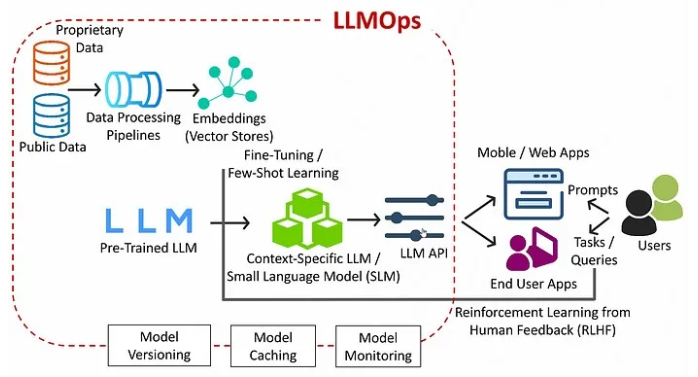 LLMOps
Proprietary
Data
Public Data
Data Processing
Pipelines
Embeddings
(Vector Stores)
Fine-Tuning /
Few-Shot Learning
LLM
Pre-Trained LLM
Context-Specific LLM /
Small Language Model (SLM)
LLM API
Moble / Web Apps
Prompts
Tasks /
Queries
Users
End User Apps
Reinforcement Learning from
Human Feedback (RLHF)
Model
Versioning
Model
Caching
Model
Monitoring